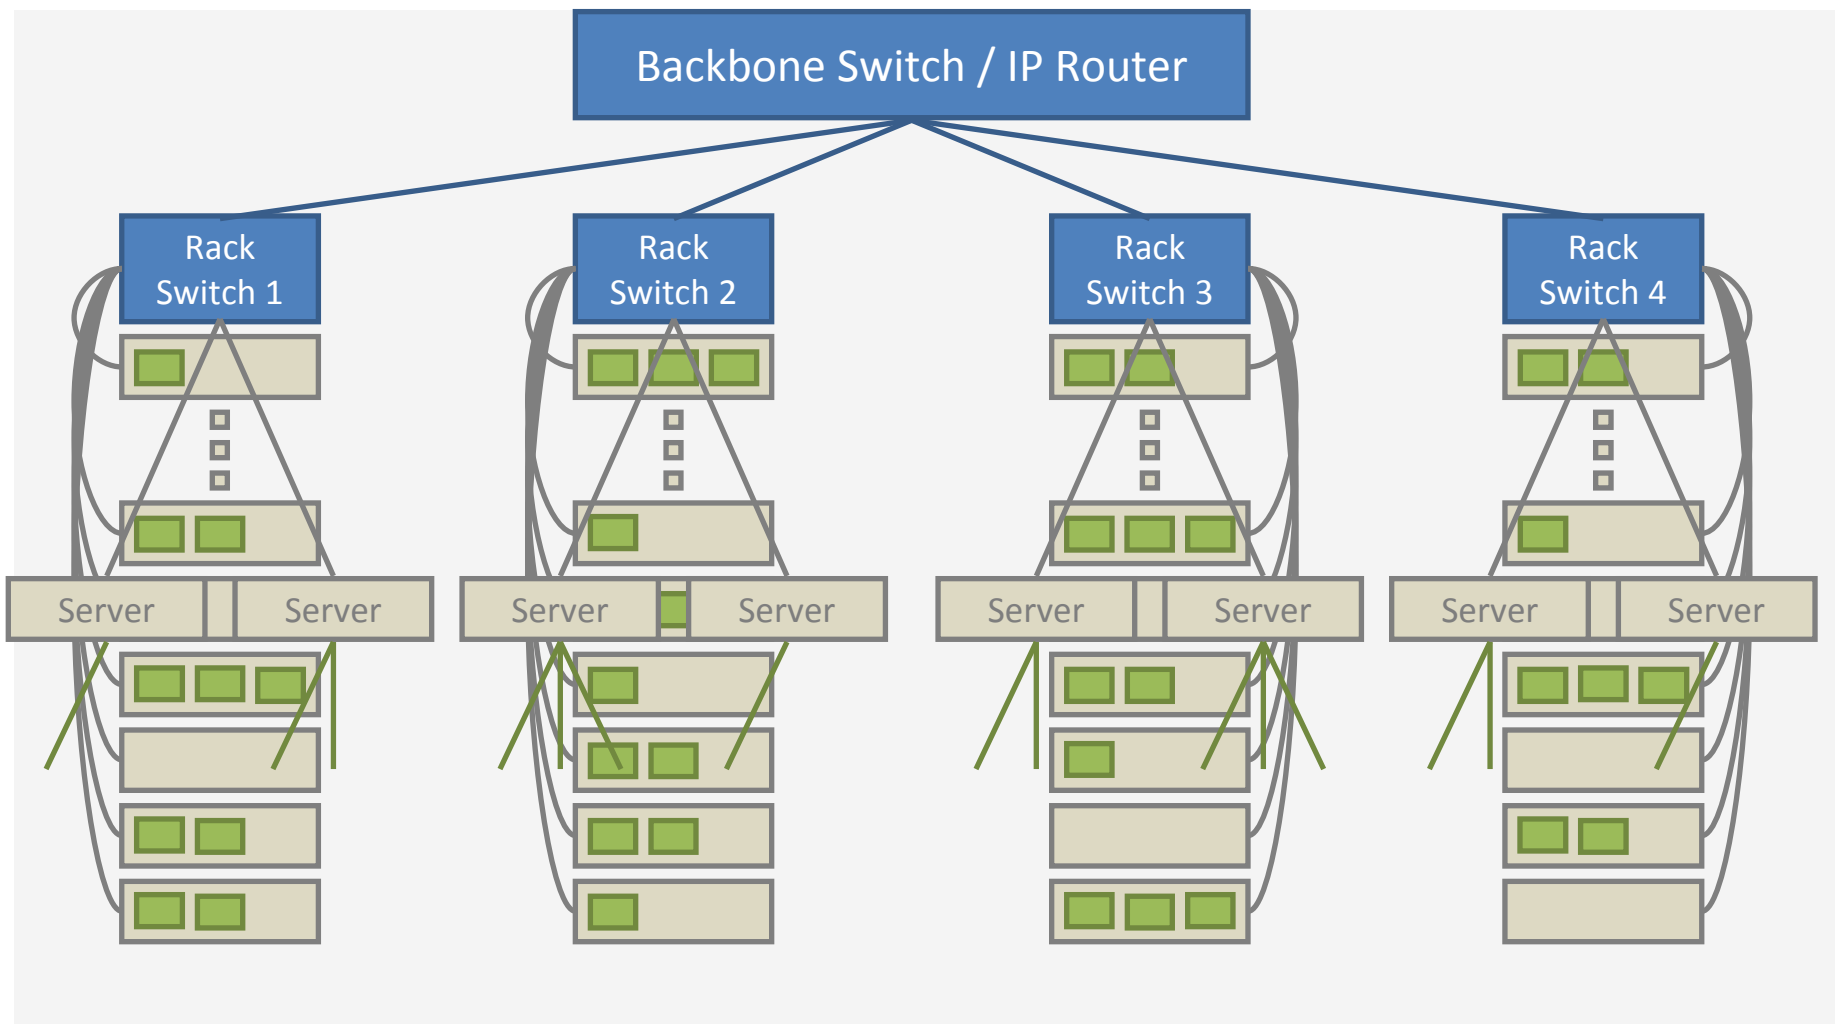 Backbone Switch / IP Router
Rack
Switch 1
Rack
Switch 2
Rack
Switch 3
Rack
Switch 4
Server
Server
Server
Server
Server
Server
Server
Server